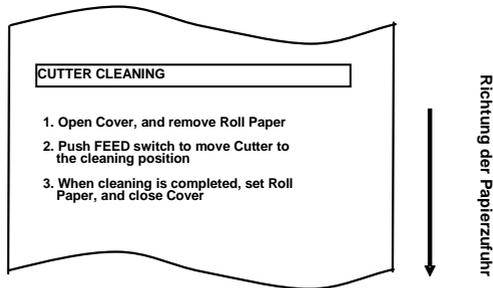 CUTTER CLEANING
1. Open Cover, and remove Roll Paper
2. Push FEED switch to move Cutter to
the cleaning position
3. When cleaning is completed, set Roll
Paper, and close Cover
Richtung der Papierzufuhr